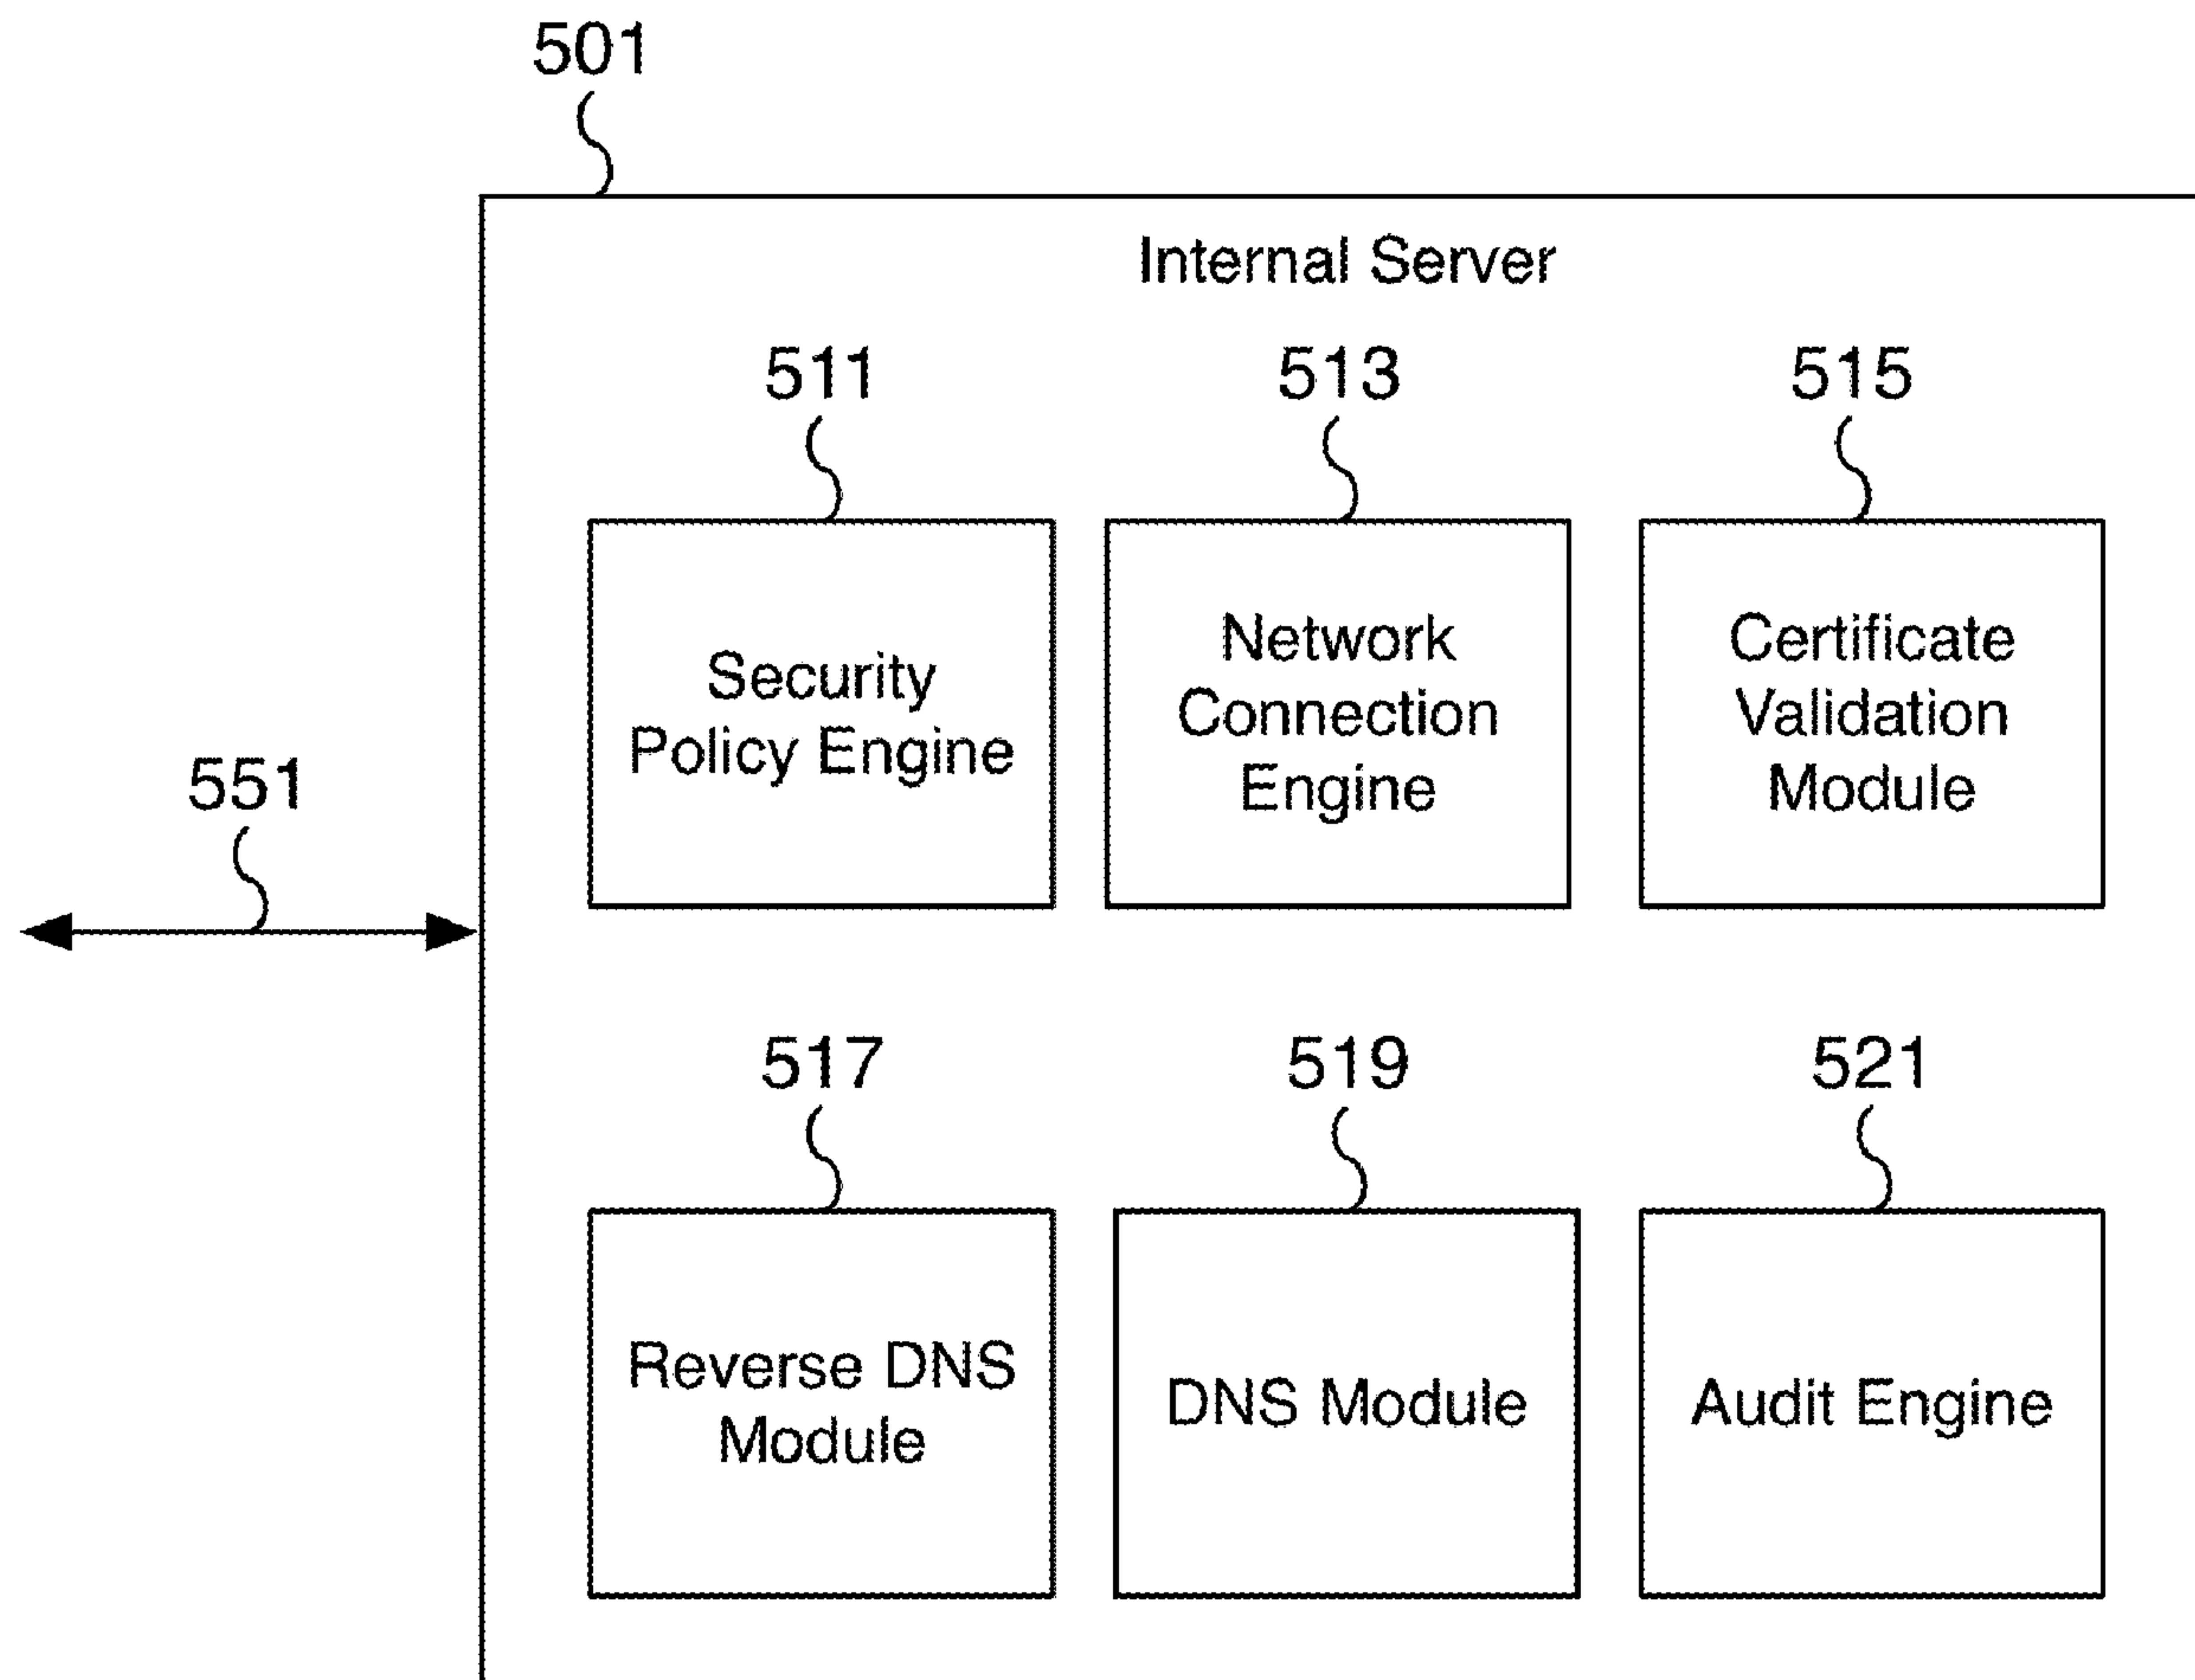 501
Internal Server
511
513
515
Security
Policy Engine
Network
Connection
Engine
Certificate
Validation
Module
551
517
519
521
Reverse DNS
Module
DNS Module
Audit Engine